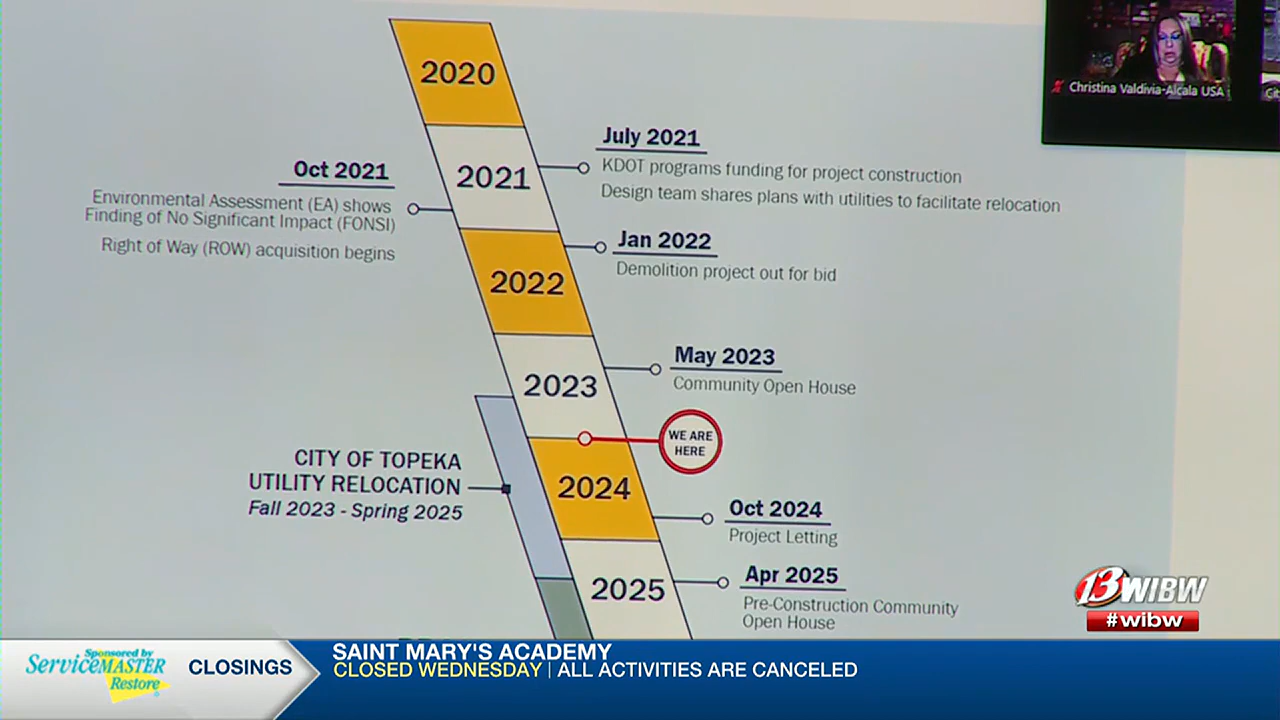 2020
Christina Valdivia-Alcala USA
July 2021
KDOT programs funding for project construction
Design team shares plans with utilities to facilitate relocation
Oct 2021
Environmental Assessment (EA) shows
Finding of No Significant Impact (FONSI)
Right of Way (ROW) acquisition begins
2021
Jan 2022
Demolition project out for bid
2022
May 2023
Community Open House
2023
WE ARE
HERE
CITY OF TOPEKA
UTILITY RELOCATION
Fall 2023 - Spring 2025
2024
Oct 2024
Project Letting
2025
Apr 2025
Pre-Construction Community
Open House
13 WIBW
#wibw
Sponsored by
SERVICEMASTER
Restore
CLOSINGS
SAINT MARY'S ACADEMY
CLOSED WEDNESDAY | ALL ACTIVITIES ARE CANCELED